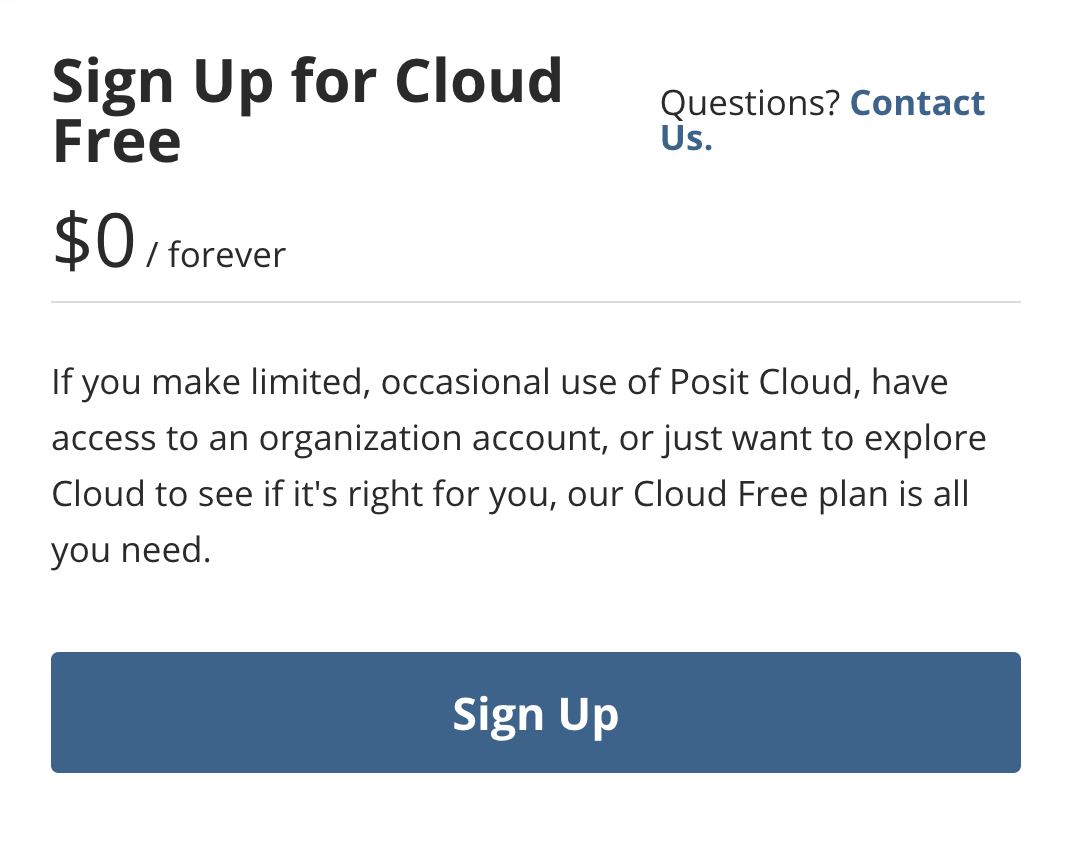 Sign Up for Cloud
Free
Questions? Contact
Us.
$0 / forever
If you make limited, occasional use of Posit Cloud, have
access to an organization account, or just want to explore
Cloud to see if it's right for you, our Cloud Free plan is all
you need.
Sign Up